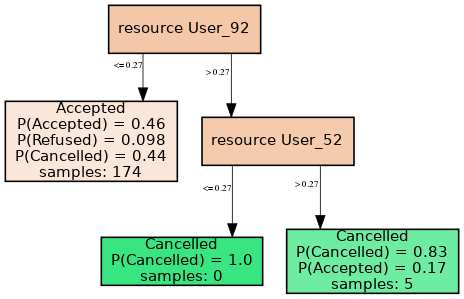 resource User_92
<=0.27
>0.27
Accepted
P(Accepted) = 0.46
P(Refused) = 0.098
P(Cancelled) = 0.44
samples: 174
resource User_52
<=0.27
>0.27
Cancelled
P(Cancelled) = 1.0
samples: 0
Cancelled
P(Cancelled) = 0.83
P(Accepted) = 0.17
samples: 5